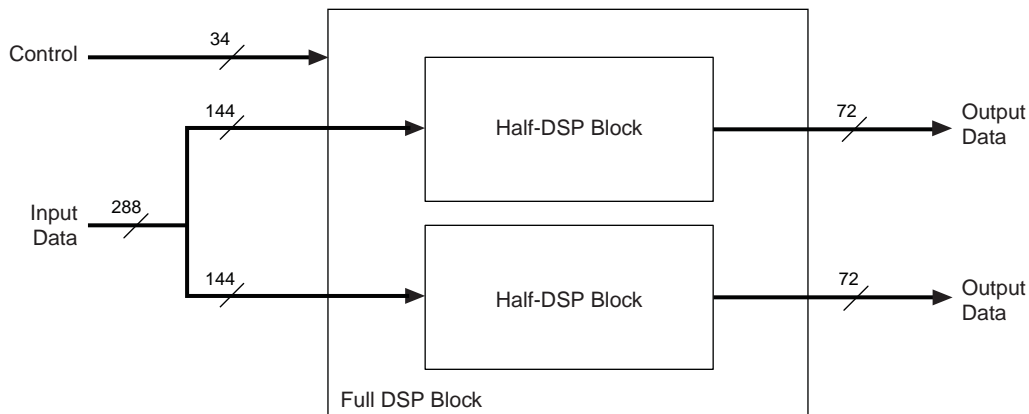 34
Control
144
Half-DSP Block
72
Output
Data
288
Input
Data
144
Half-DSP Block
72
Output
Data
Full DSP Block